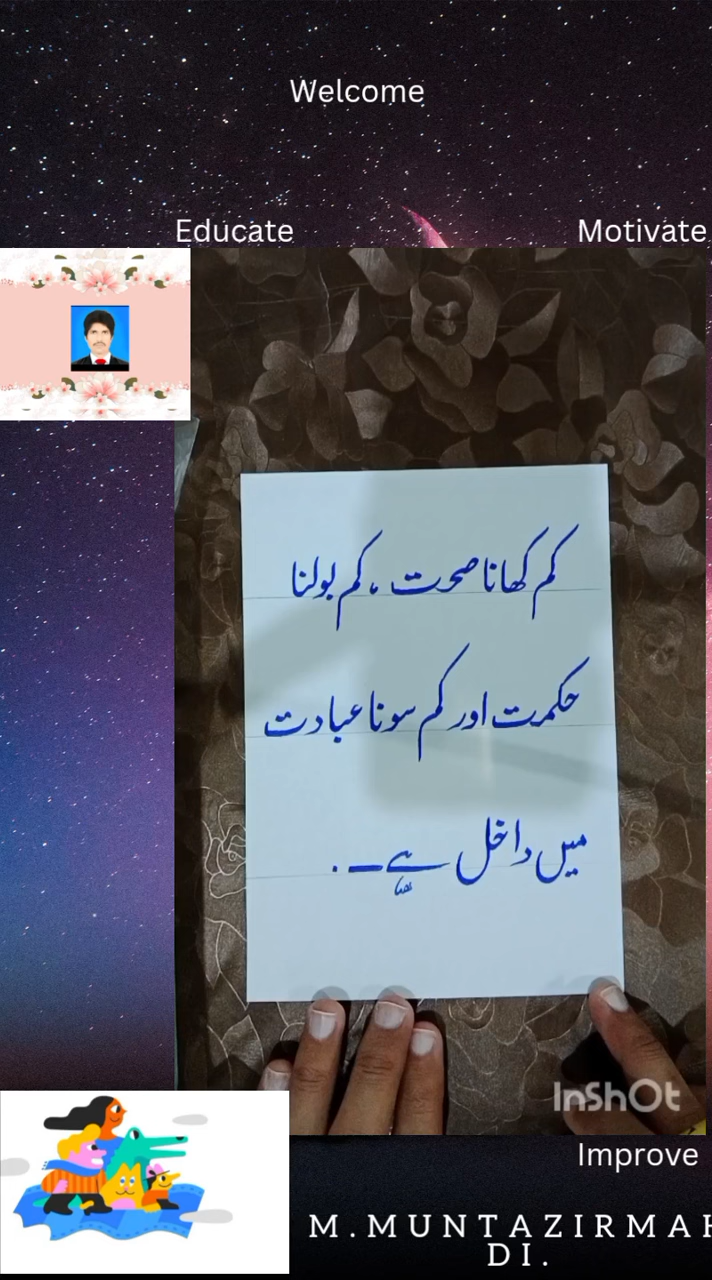 Welcome
Educate
Motivate
کم کھانا صحت ، کم بولنا
حکمت اور کم سونا عبادت
میں داخل ہے۔
InShOt
Improve
M.MUNTAZIRMAH
DI.